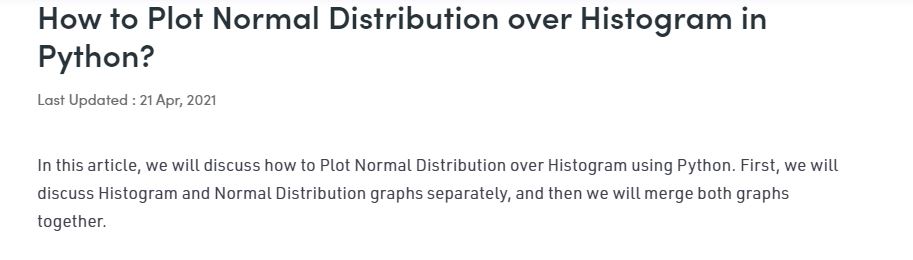 How to Plot Normal Distribution over Histogram in
Python?
Last Updated : 21 Apr, 2021
In this article, we will discuss how to Plot Normal Distribution over Histogram using Python. First, we will
discuss Histogram and Normal Distribution graphs separately, and then we will merge both graphs
together.